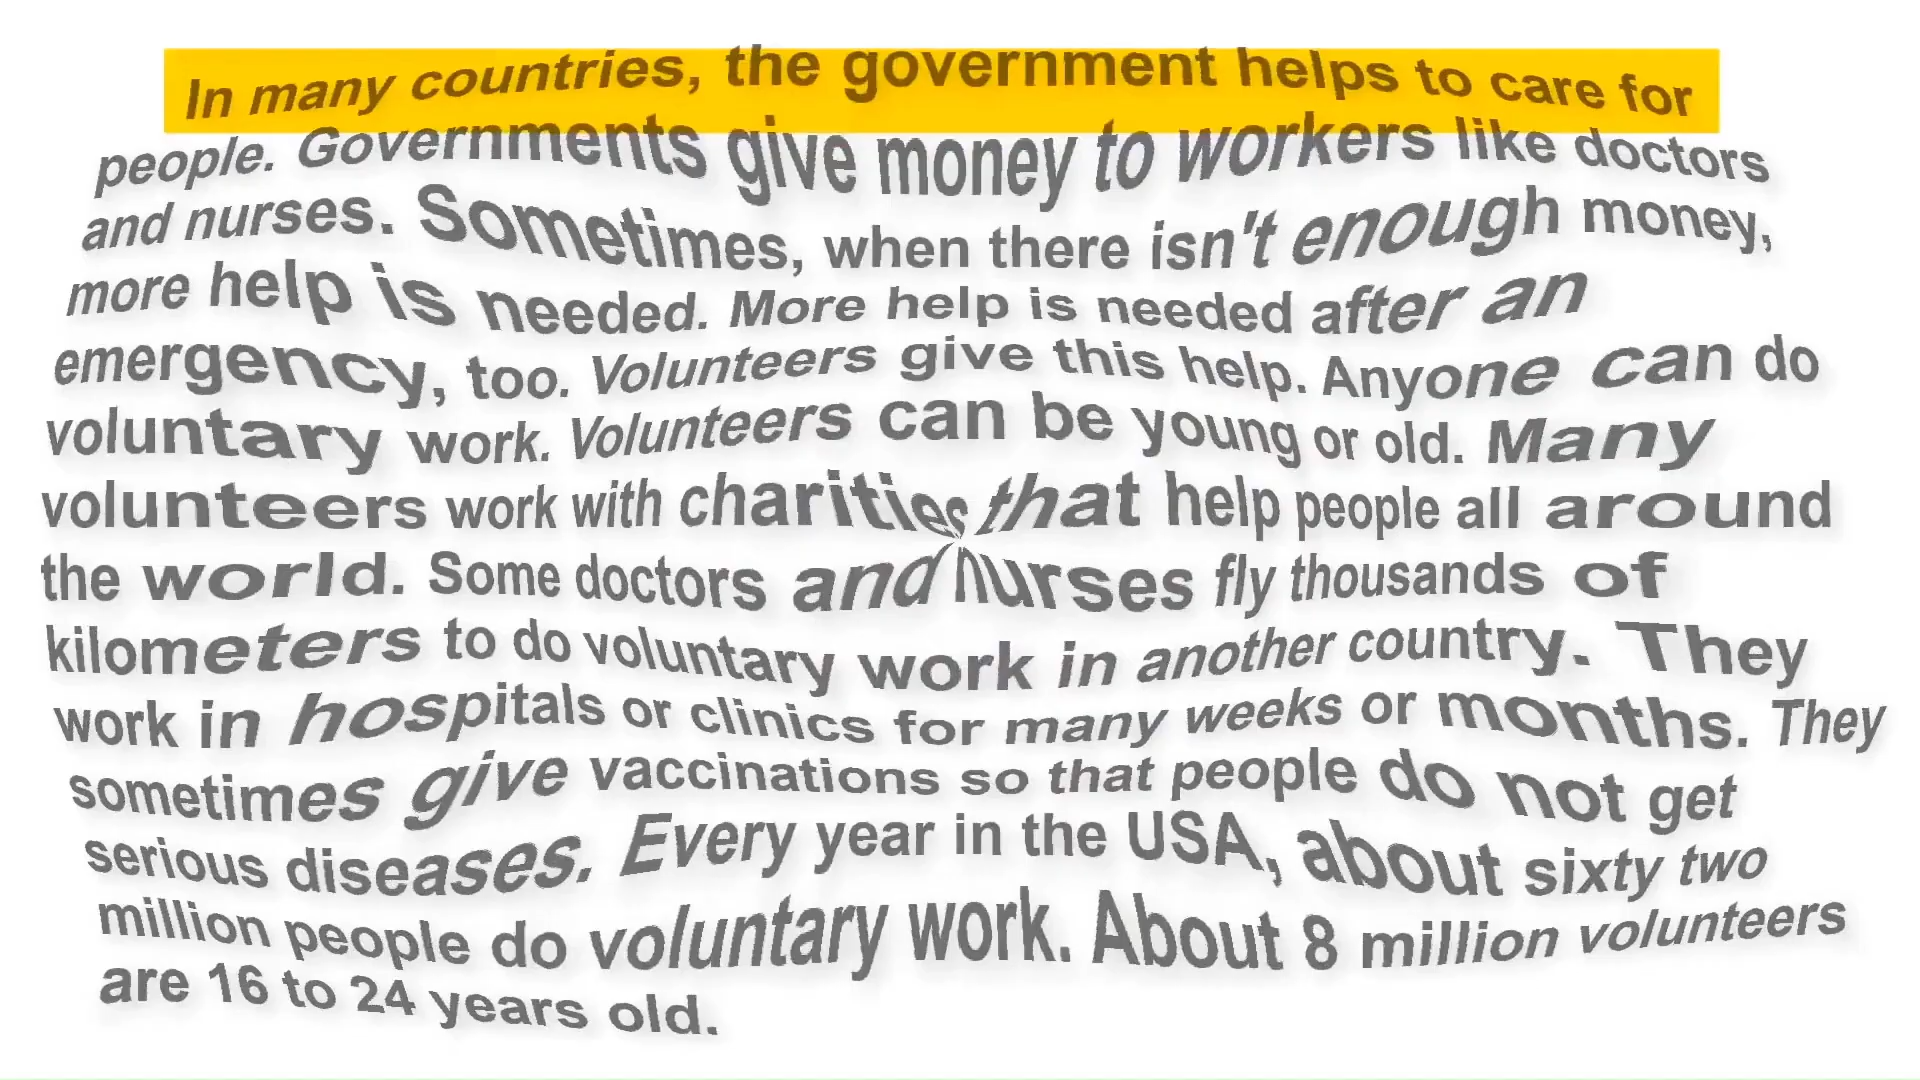 In many countries, the government helps to care for
people. Governments give money to workers like doctors
and nurses. Sometimes, when there isn't enough money,
more help is needed. More help is needed after an
emergency, too. Volunteers give this help. Anyone can do
voluntary work. Volunteers can be young or old. Many
volunteers work with charities that help people all around
the world. Some doctors and nurses fly thousands of
kilometers to do voluntary work in another country. They
work in hospitals or clinics for many weeks or months. They
sometimes give vaccinations so that people do not get
serious diseases. Every year in the USA, about sixty two
million people do voluntary work. About 8 million volunteers
are 16 to 24 years old.